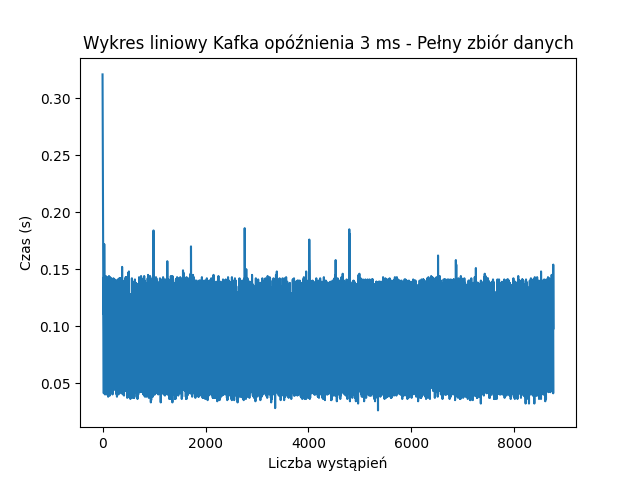 Wykres liniowy Kafka opóźnienia 3 ms - Pełny zbiór danych
0.30
0.25
0.20
0.15
0.10
0.05
Czas (s)
0 2000 4000 6000 8000
Liczba wystąpień